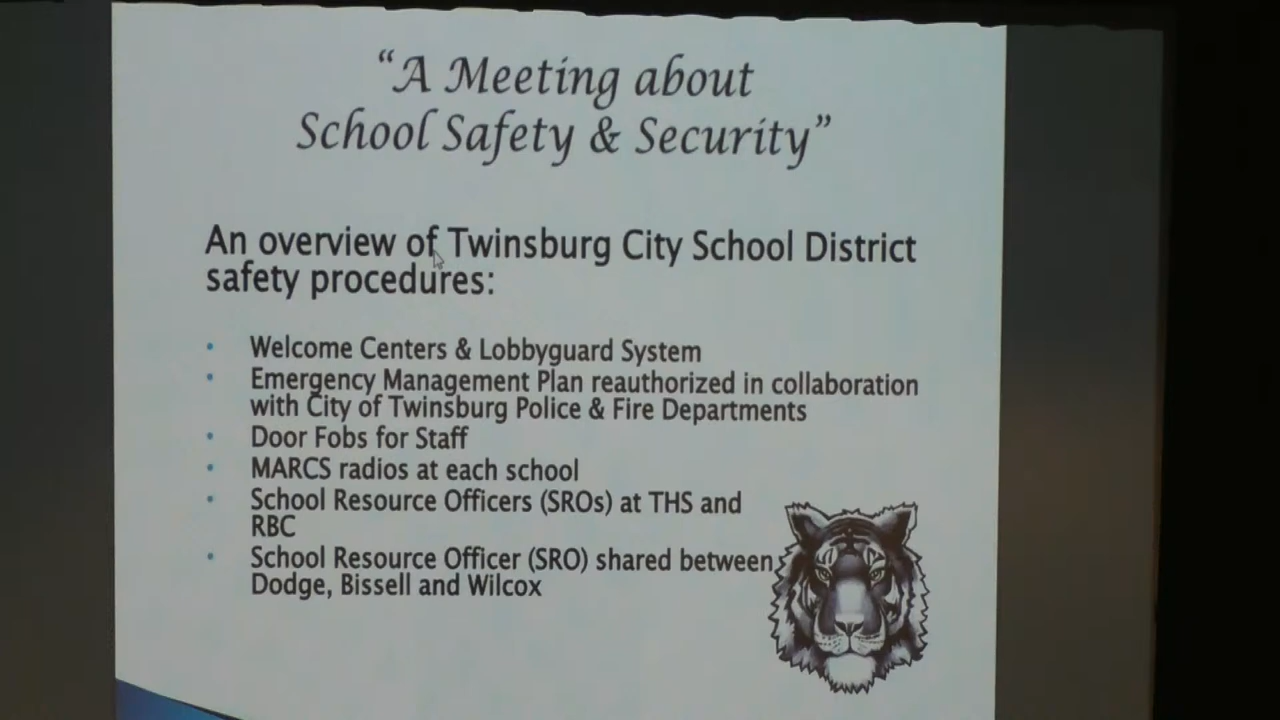 “A Meeting about
School Safety & Security”
An overview of Twinsburg City School District
safety procedures:
• Welcome Centers & Lobbyguard System
• Emergency Management Plan reauthorized in collaboration
with City of Twinsburg Police & Fire Departments
• Door Fobs for Staff
• MARCS radios at each school
• School Resource Officers (SROs) at THS and
RBC
• School Resource Officer (SRO) shared between
Dodge, Bissell and Wilcox